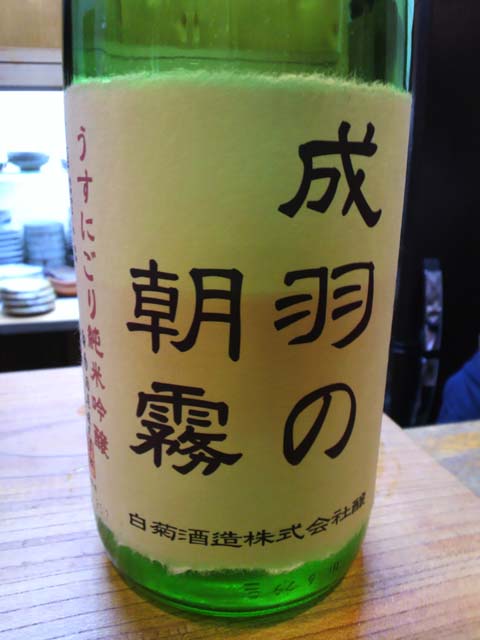 成羽の
朝霧
うすにごり純米吟醸
白菊酒造株式会社醸